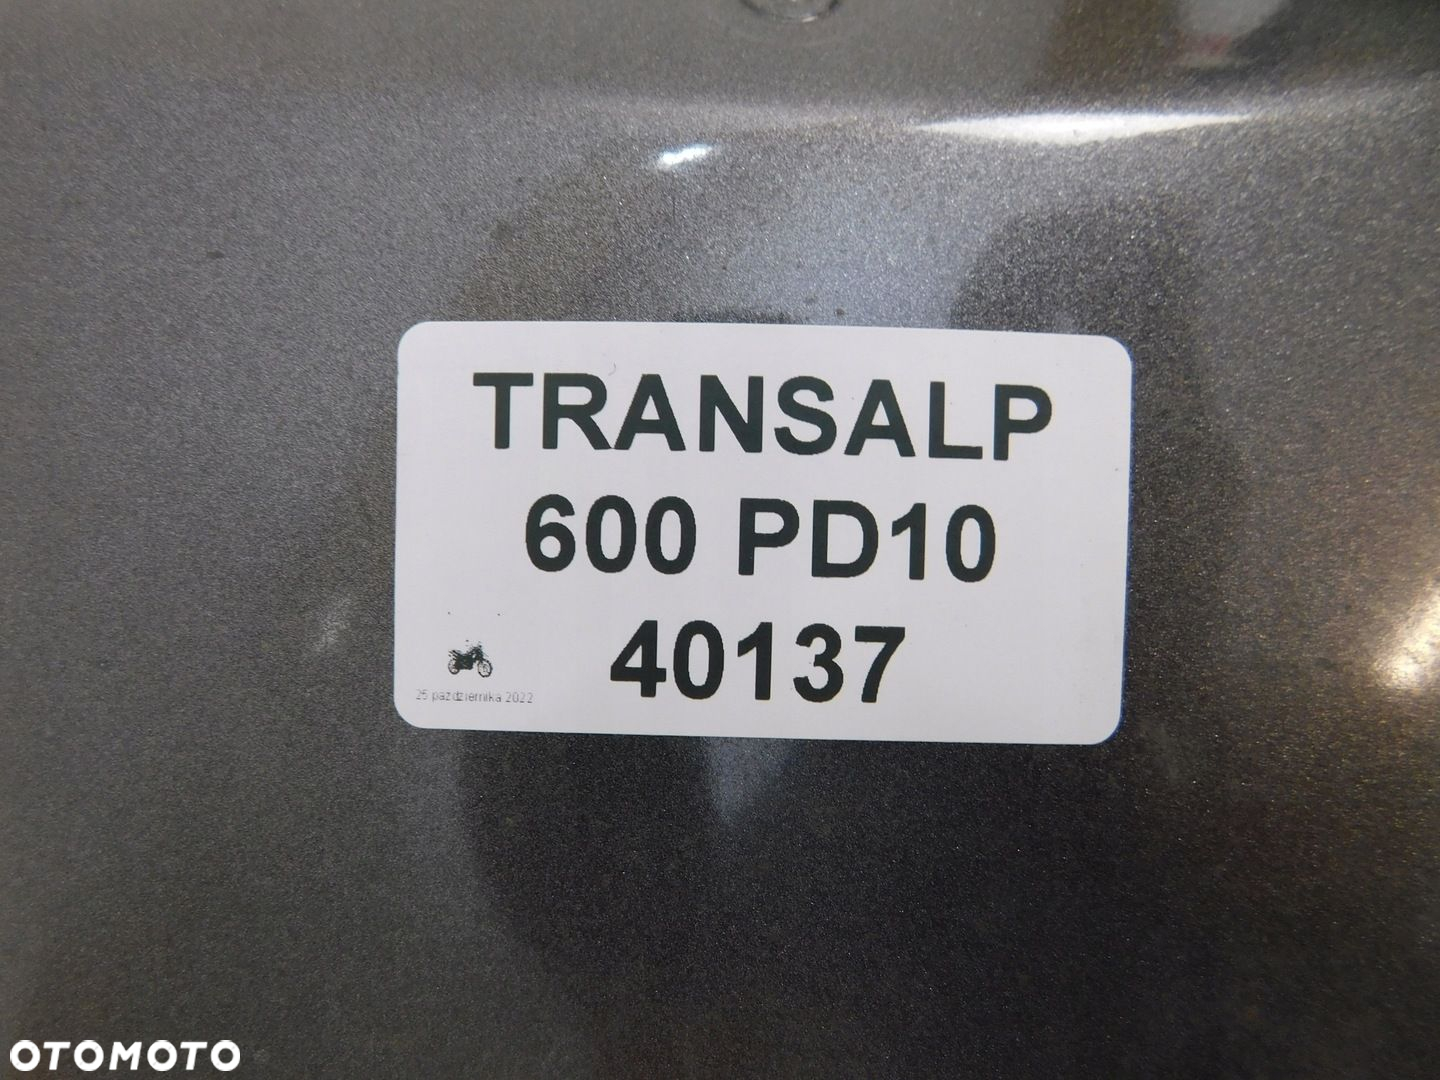 TRANSALP
600 PD10
40137
25 października 2022
OTOMOTO